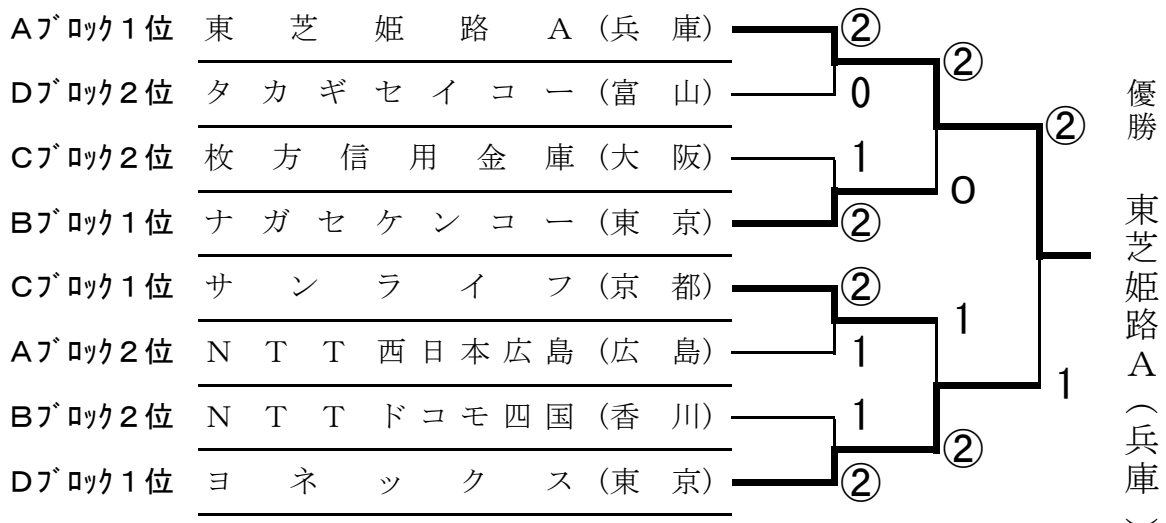 Aﾌﾞﾛｯｸ1位 東芝姫路A(兵庫) ②
②
Dﾌﾞﾛｯｸ2位 タカギセイコー(富山) 0
②
Cﾌﾞﾛｯｸ2位 枚方信用金庫(大阪) 1
0
Bﾌﾞﾛｯｸ1位 ナガセケンコー(東京) ②
Cﾌﾞﾛｯｸ1位 サンライフ(京都) ②
1
Aﾌﾞﾛｯｸ2位 NTT西日本広島(広島) 1
1
Bﾌﾞﾛｯｸ2位 NTTドコモ四国(香川) 1
②
Dﾌﾞﾛｯｸ1位 ヨネックス(東京) ②
優勝 東芝姫路A(兵庫)